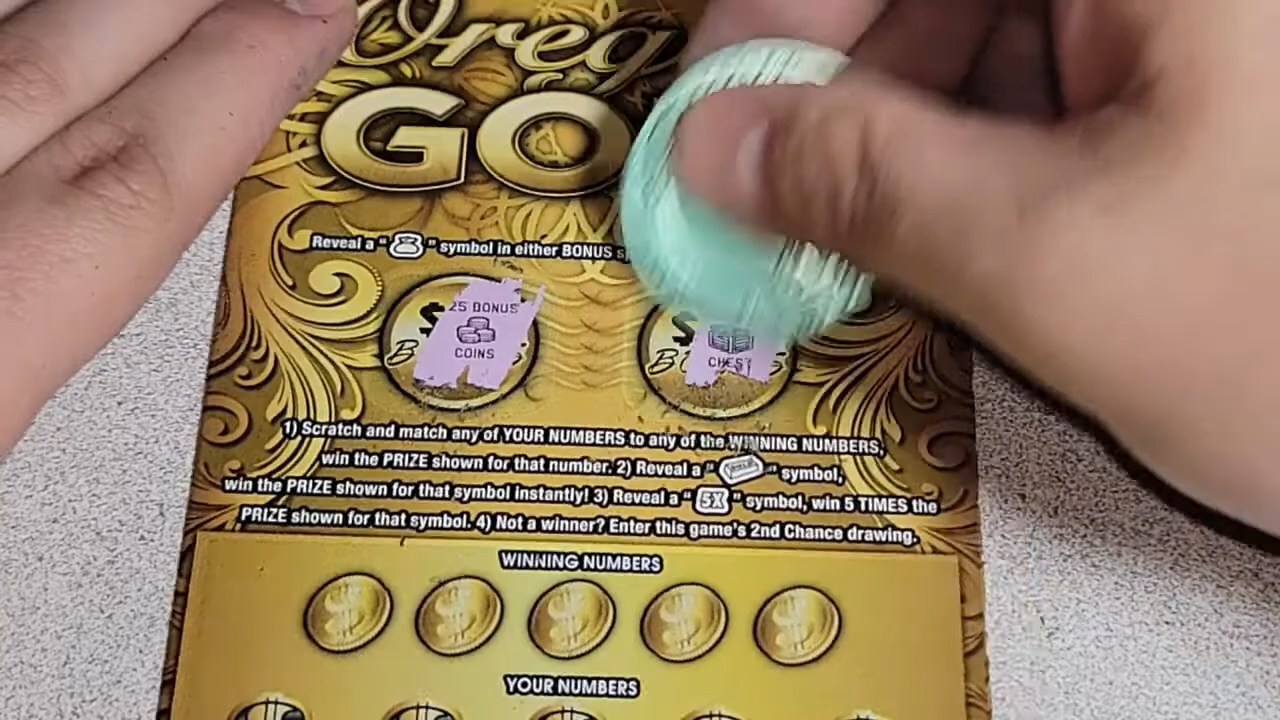 Oreg
GO
Reveal a " " symbol in either BONUS s
25 BONUS
COINS
CHEST
1) Scratch and match any of YOUR NUMBERS to any of the WINNING NUMBERS,
win the PRIZE shown for that number. 2) Reveal a " " symbol,
win the PRIZE shown for that symbol instantly! 3) Reveal a "5X" symbol, win 5 TIMES the
PRIZE shown for that symbol. 4) Not a winner? Enter this game's 2nd Chance drawing.
WINNING NUMBERS
$ $ $ $ $
YOUR NUMBERS